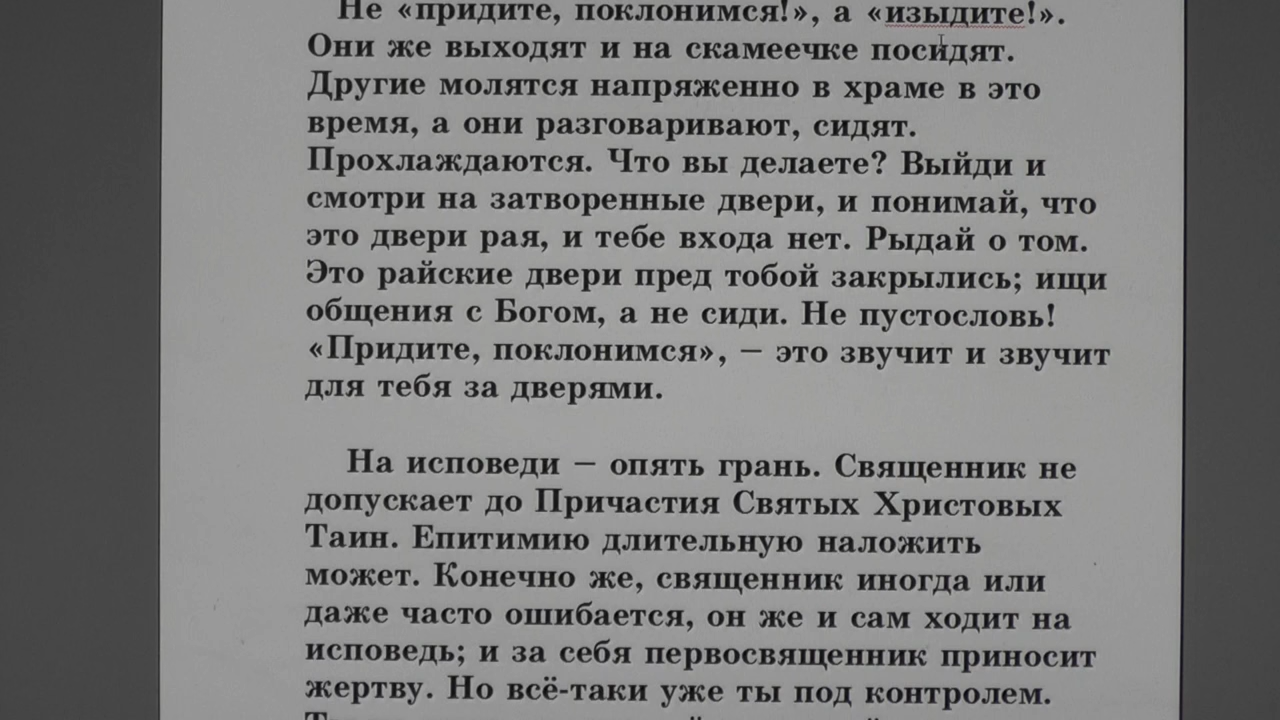 Не «придите, поклонимся!», а «изыдите!».
Они же выходят и на скамеечке посидят.
Другие молятся напряженно в храме в это
время, а они разговаривают, сидят.
Прохлаждаются. Что вы делаете? Выйди и
смотри на затворенные двери, и понимай, что
это двери рая, и тебе входа нет. Рыдай о том.
Это райские двери пред тобой закрылись; ищи
общения с Богом, а не сиди. Не пустословь!
«Придите, поклонимся», – это звучит и звучит
для тебя за дверями.
На исповеди – опять грань. Священник не
допускает до Причастия Святых Христовых
Таин. Епитимию длительную наложить
может. Конечно же, священник иногда или
даже часто ошибается, он же и сам ходит на
исповедь; и за себя первосвященник приносит
жертву. Но всё-таки уже ты под контролем.